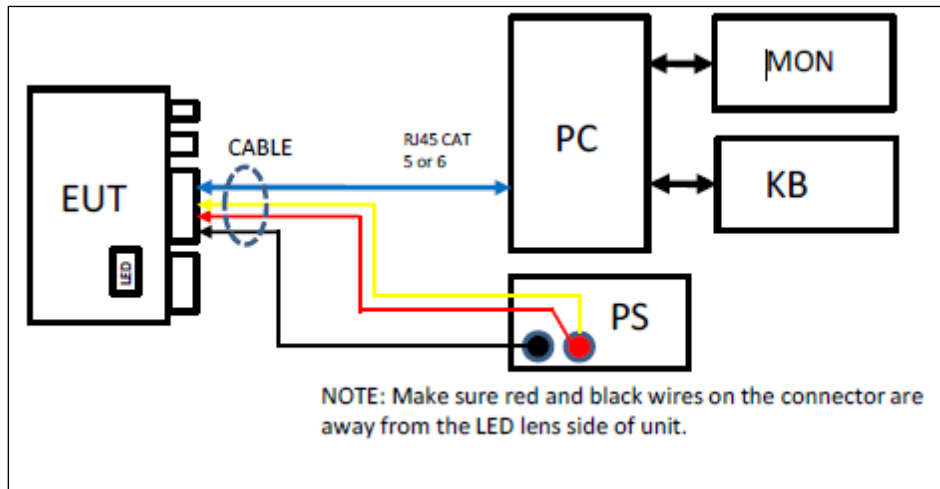 MON
PC
RJ45 CAT
5 or 6
CABLE
EUT
KB
LED
PS
NOTE: Make sure red and black wires on the connector are
away from the LED lens side of unit.